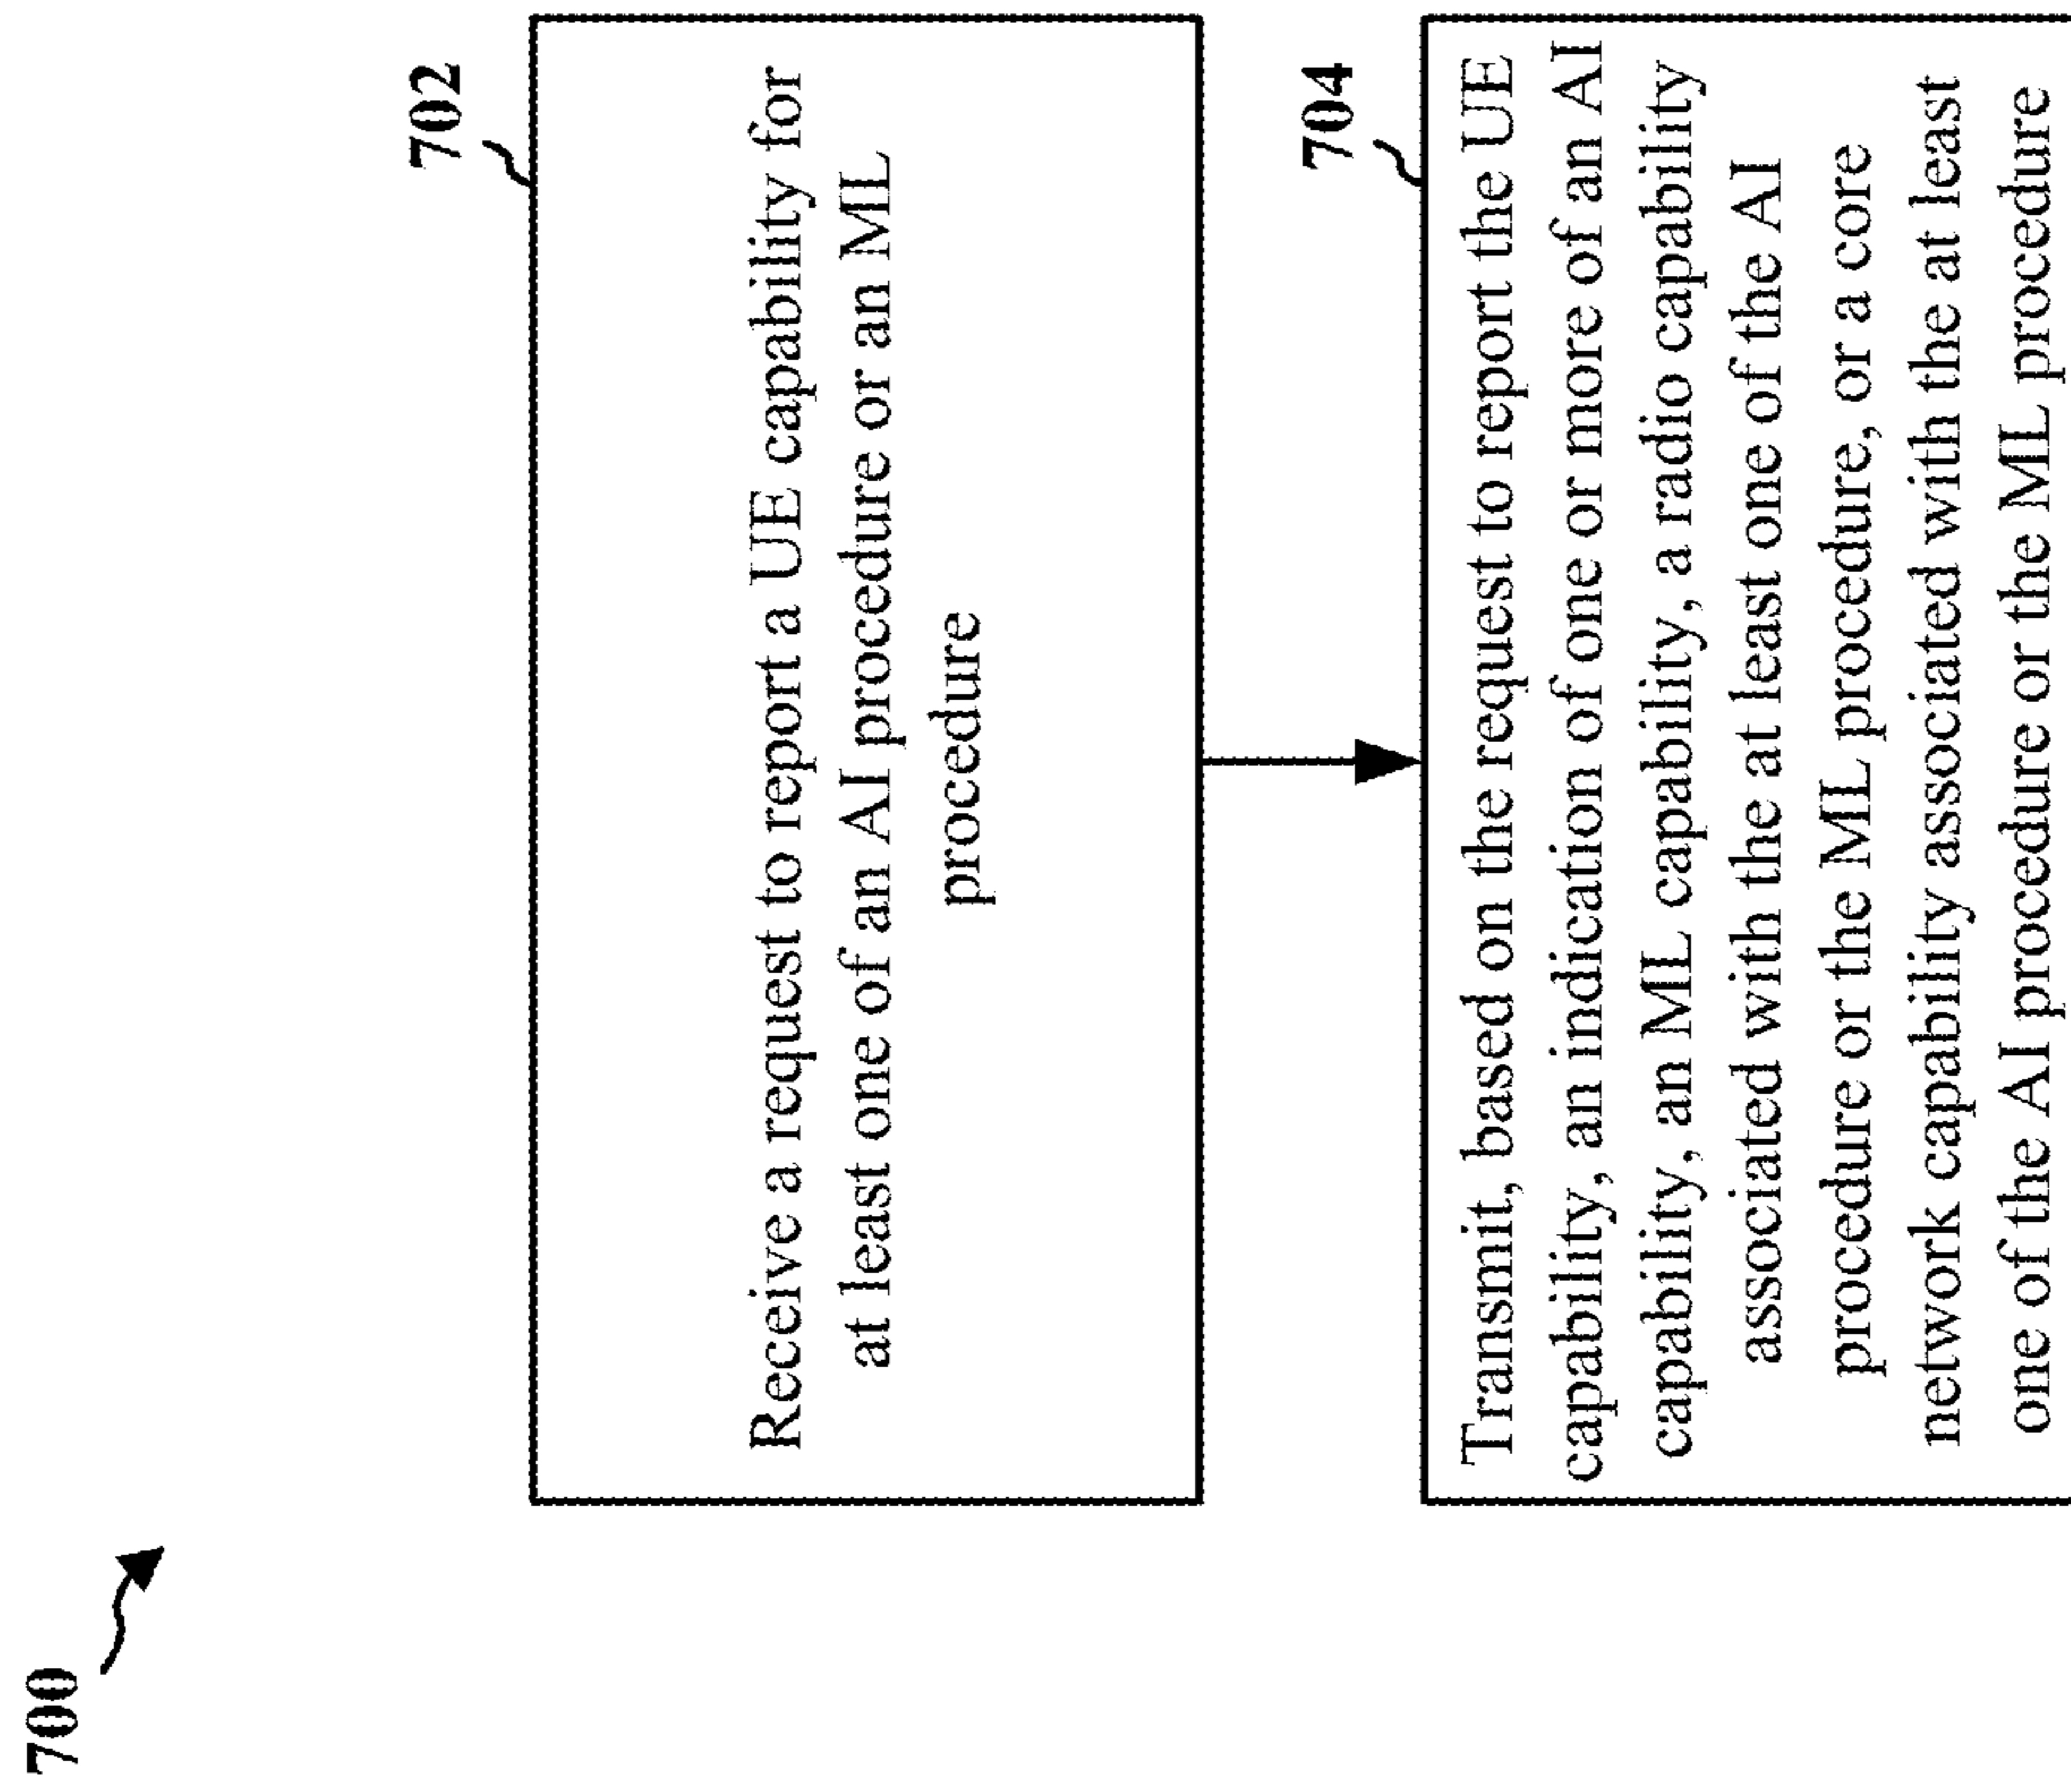 700
702
Receive a request to report a UE capability for
at least one of an AI procedure or an ML
procedure
704
Transmit, based on the request to report the UE
capability, an indication of one or more of an AI
capability, an ML capability, a radio capability
associated with the at least one of the AI
procedure or the ML procedure, or a core
network capability associated with the at least
one of the AI procedure or the ML procedure